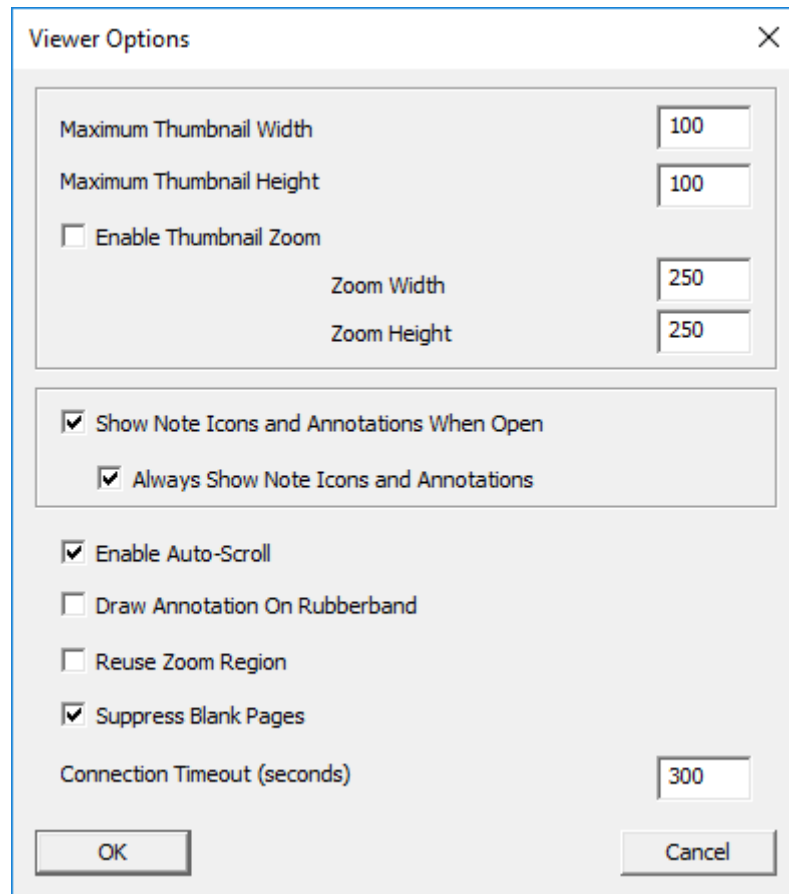 Viewer Options
Maximum Thumbnail Width 100
Maximum Thumbnail Height 100
Enable Thumbnail Zoom
Zoom Width 250
Zoom Height 250
Show Note Icons and Annotations When Open
Always Show Note Icons and Annotations
Enable Auto-Scroll
Draw Annotation On Rubberband
Reuse Zoom Region
Suppress Blank Pages
Connection Timeout (seconds) 300
OK Cancel